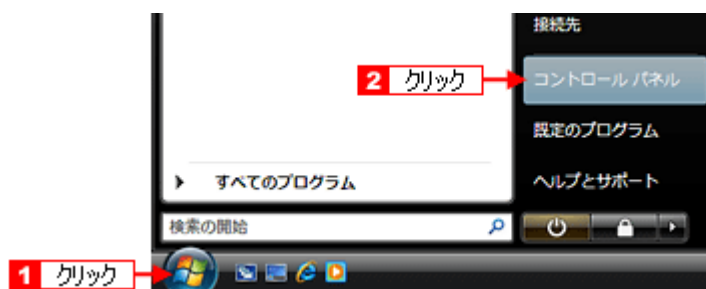 接続先
2 クリック
コントロール パネル
既定のプログラム
すべてのプログラム
ヘルプとサポート
検索の開始
1 クリック